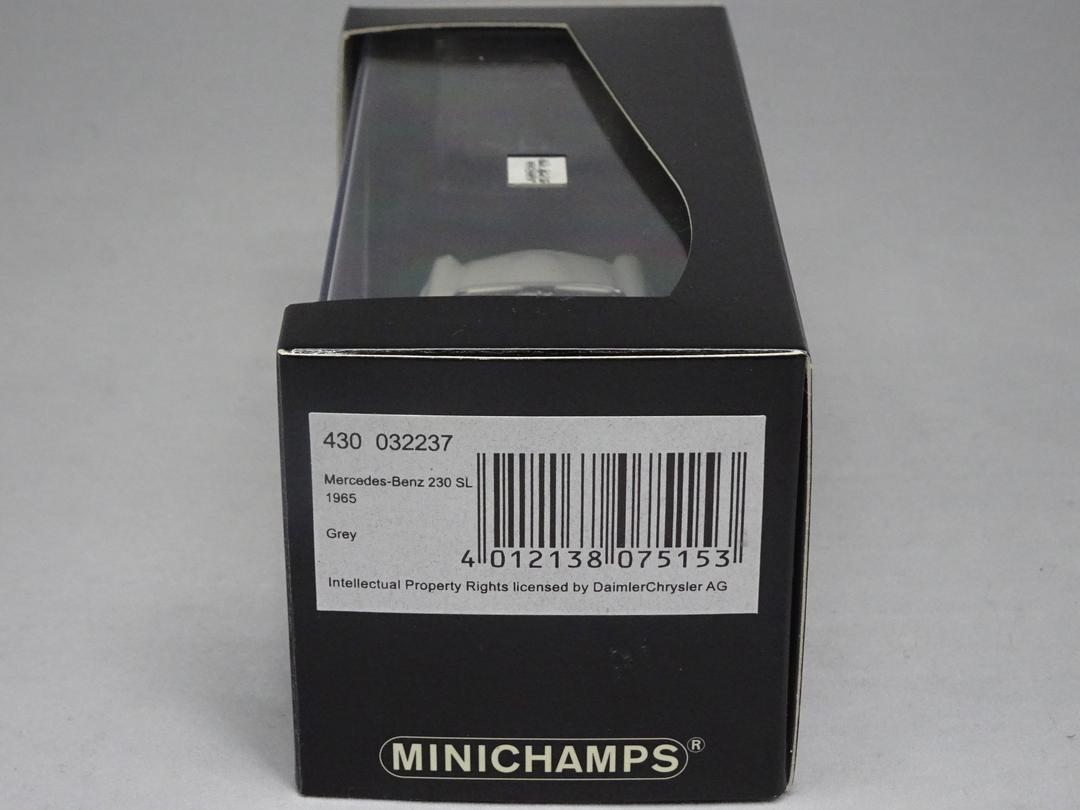 430 032237
Mercedes-Benz 230 SL
1965
Grey
4 012138 075153
Intellectual Property Rights licensed by DaimlerChrysler AG
MINICHAMPS®